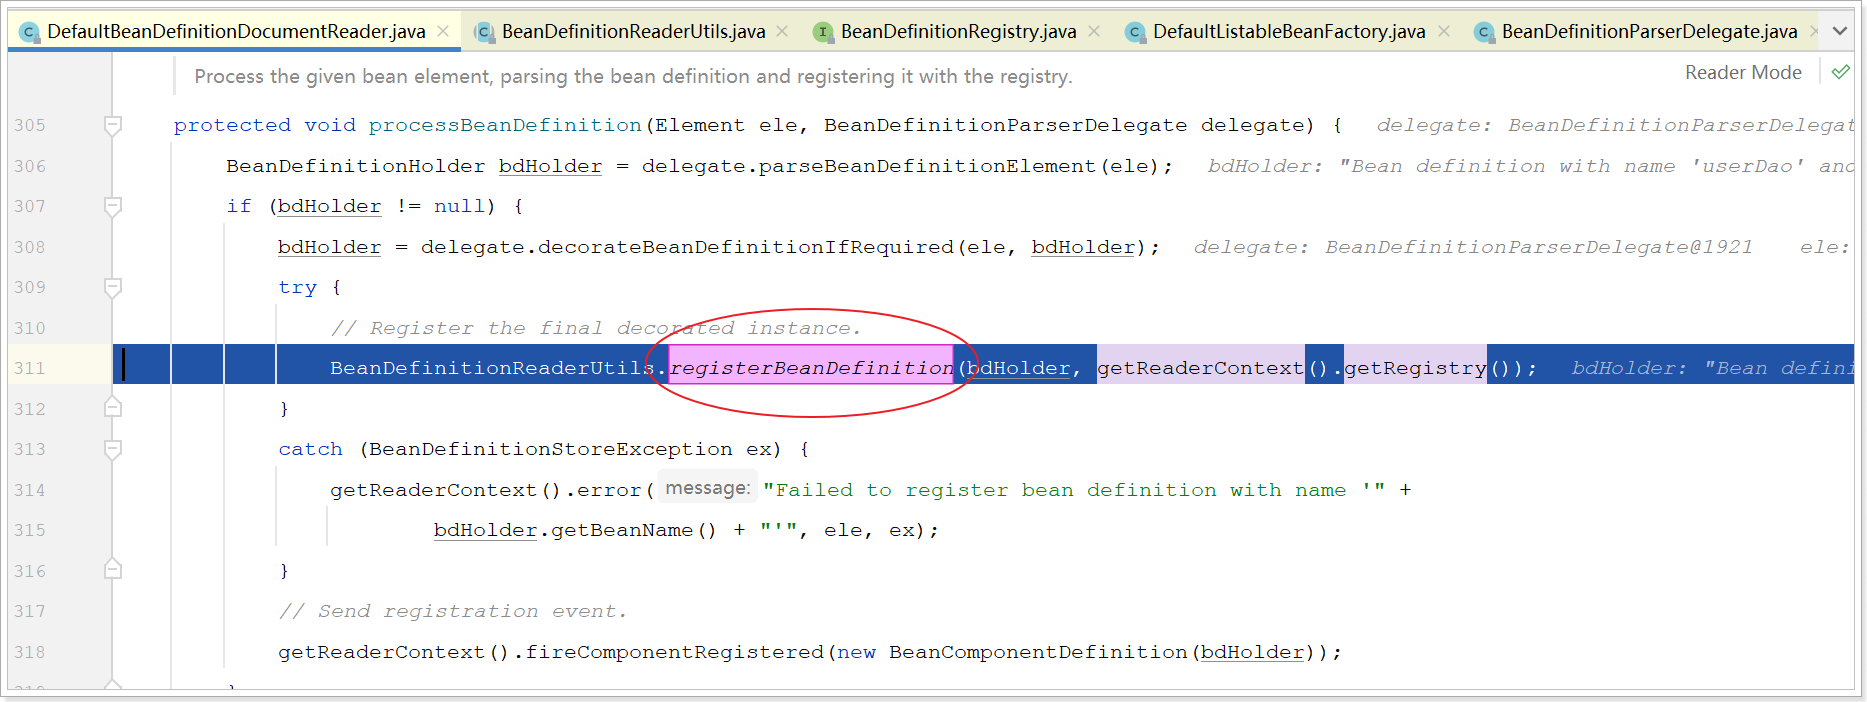 DefaultBeanDefinitionDocumentReader.java BeanDefinitionReaderUtils.java BeanDefinitionRegistry.java DefaultListableBeanFactory.java BeanDefinitionParserDelegate.java
Process the given bean element, parsing the bean definition and registering it with the registry.
Reader Mode
305 protected void processBeanDefinition(Element ele, BeanDefinitionParserDelegate delegate) { delegate: BeanDefinitionParserDelegat
306 BeanDefinitionHolder bdHolder = delegate.parseBeanDefinitionElement(ele); bdHolder: "Bean definition with name 'userDao' and
307 if (bdHolder != null) {
308 bdHolder = delegate.decorateBeanDefinitionIfRequired(ele, bdHolder); delegate: BeanDefinitionParserDelegate@1921 ele:
309 try {
310 // Register the final decorated instance.
311 BeanDefinitionReaderUtils.registerBeanDefinition(bdHolder, getReaderContext().getRegistry()); bdHolder: "Bean defini
312 }
313 catch (BeanDefinitionStoreException ex) {
314 getReaderContext().error( message: "Failed to register bean definition with name '" +
315 bdHolder.getBeanName() + "'", ele, ex);
316 }
317 // Send registration event.
318 getReaderContext().fireComponentRegistered(new BeanComponentDefinition(bdHolder));